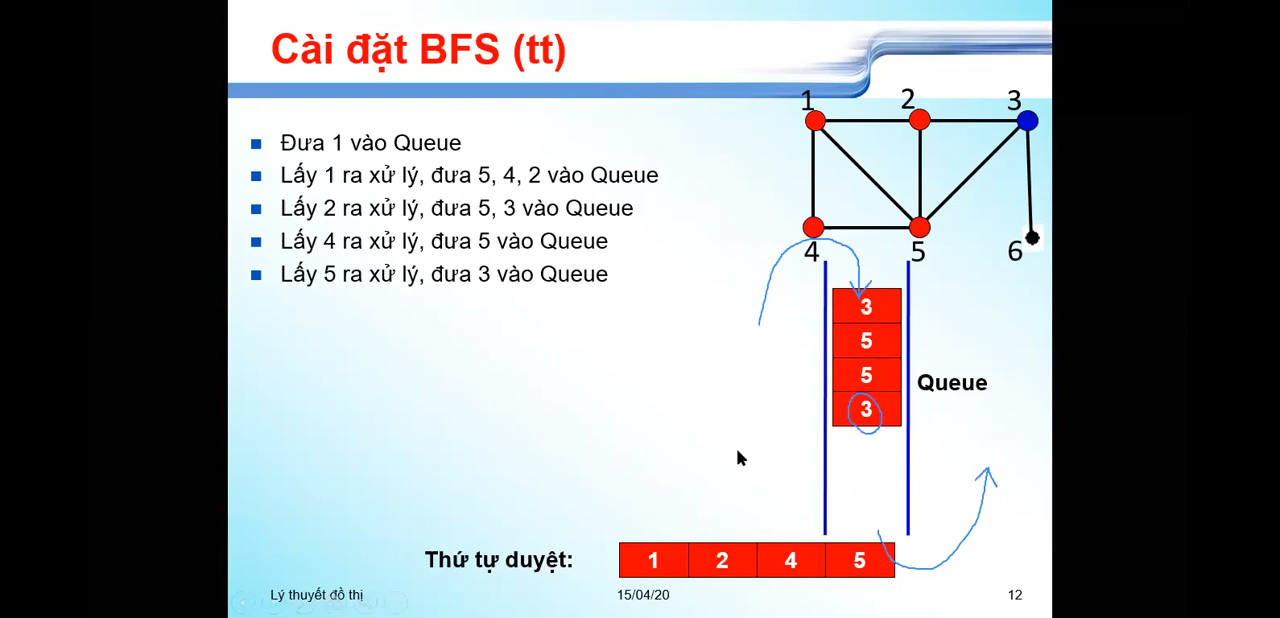 Cài đặt BFS (tt)
Đưa 1 vào Queue
Lấy 1 ra xử lý, đưa 5, 4, 2 vào Queue
Lấy 2 ra xử lý, đưa 5, 3 vào Queue
Lấy 4 ra xử lý, đưa 5 vào Queue
Lấy 5 ra xử lý, đưa 3 vào Queue
1 2 3
4 5 6
3
5
5
3
Queue
Thứ tự duyệt: 1 2 4 5
Lý thuyết đồ thị 15/04/20 12